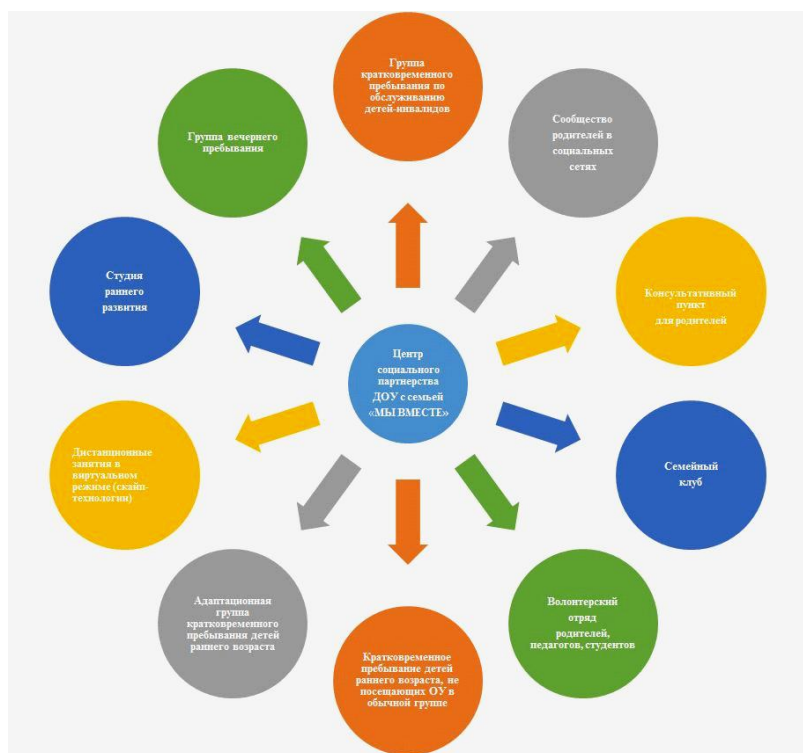 Группа
кратковременного
пребывания по
обслуживанию
детей-инвалидов
Сообщество
родителей в
социальных
сетях
Консультативный
пункт
для родителей
Семейный
клуб
Волонтерский
отряд
родителей,
педагогов, студентов
Кратковременное
пребывание детей
раннего возраста, не
посещающих ОУ в
обычной группе
Адаптационная
группа
кратковременного
пребывания детей
раннего возраста
Дистанционные
занятия в
виртуальном
режиме (скайп-
технологии)
Студия
раннего
развития
Группа вечернего
пребывания
Центр
социального
партнерства
ДОУ с семьей
«МЫ ВМЕСТЕ»